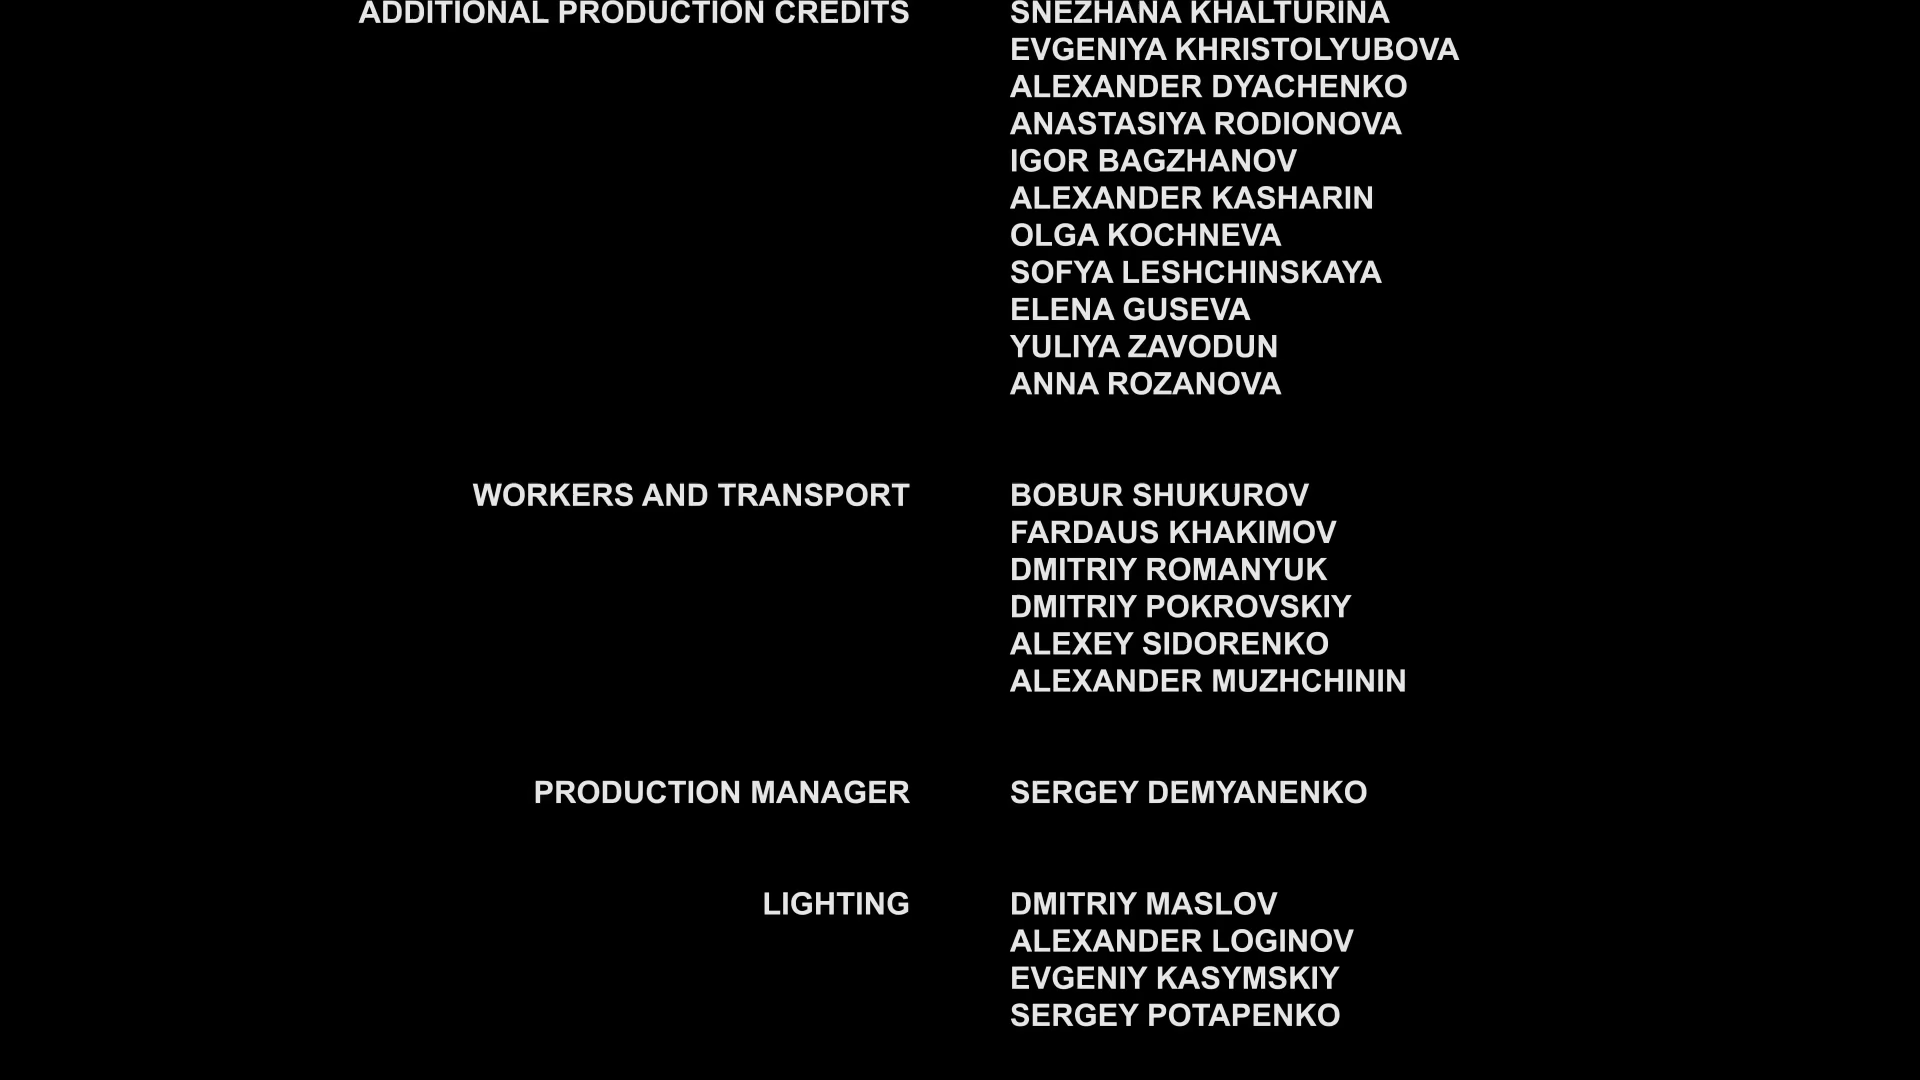 ADDITIONAL PRODUCTION CREDITS SNEZHANA KHALTURINA
EVGENIYA KHRISTOLYUBOVA
ALEXANDER DYACHENKO
ANASTASIYA RODIONOVA
IGOR BAGZHANOV
ALEXANDER KASHARIN
OLGA KOCHNEVA
SOFYA LESHCHINSKAYA
ELENA GUSEVA
YULIYA ZAVODUN
ANNA ROZANOVA
WORKERS AND TRANSPORT BOBUR SHUKUROV
FARDAUS KHAKIMOV
DMITRIY ROMANYUK
DMITRIY POKROVSKIY
ALEXEY SIDORENKO
ALEXANDER MUZHCHININ
PRODUCTION MANAGER SERGEY DEMYANENKO
LIGHTING DMITRIY MASLOV
ALEXANDER LOGINOV
EVGENIY KASYMSKIY
SERGEY POTAPENKO